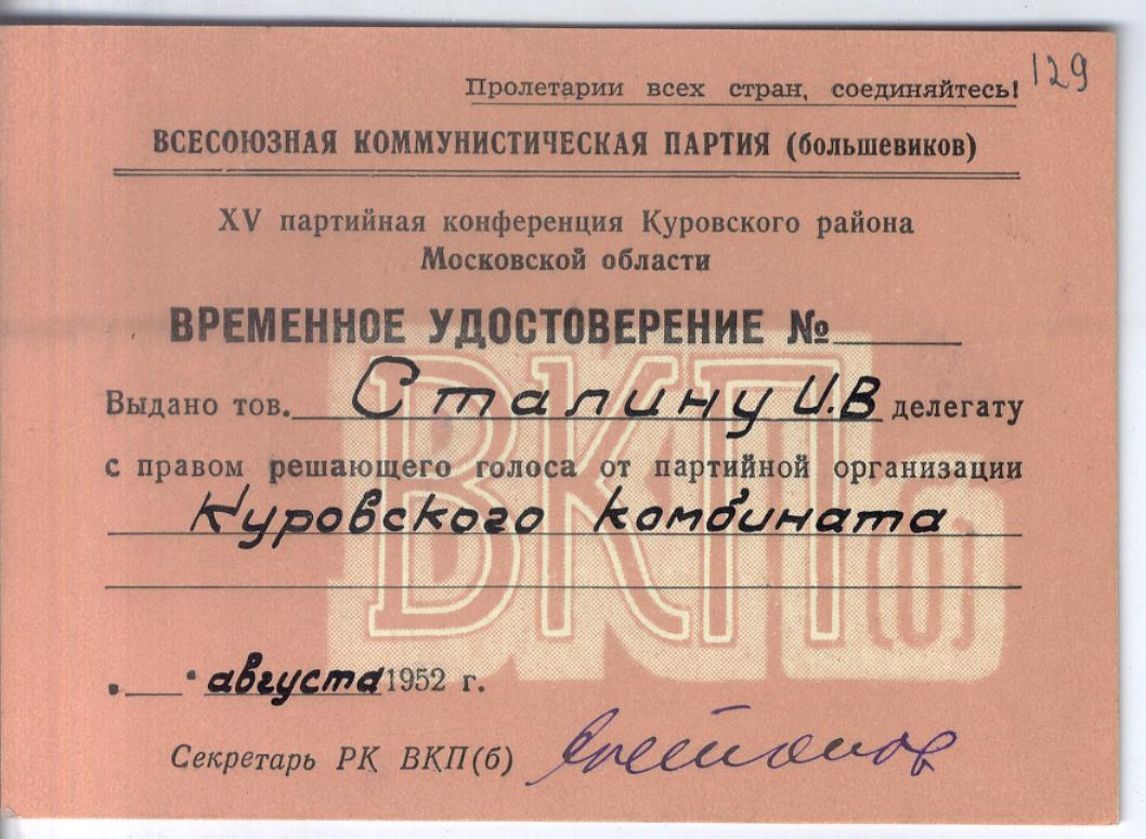 129
Пролетарии всех стран, соединяйтесь!
ВСЕСОЮЗНАЯ КОММУНИСТИЧЕСКАЯ ПАРТИЯ (большевиков)
XV партийная конференция Куровского района
Московской области
ВРЕМЕННОЕ УДОСТОВЕРЕНИЕ №
Выдано тов. Сталину И.В делегату
с правом решающего голоса от партийной организации
Куровского комбината
ВКП(б)
августа 1952 г.
Секретарь РК ВКП(б)